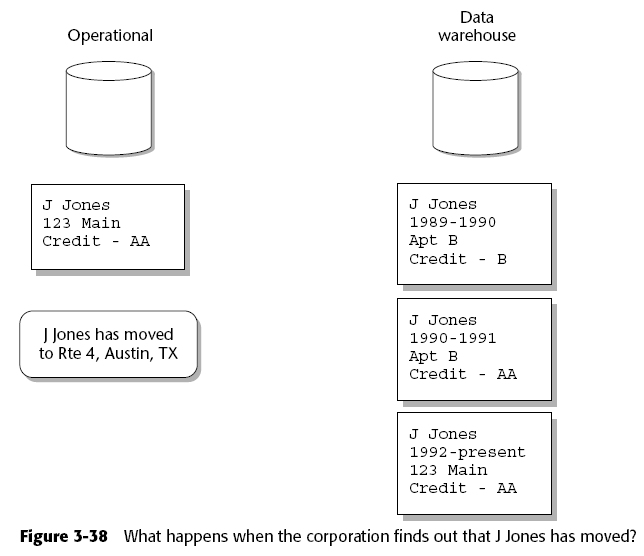 Operational
Data
warehouse
J Jones
123 Main
Credit - AA
J Jones has moved
to Rte 4, Austin, TX
J Jones
1989-1990
Apt B
Credit - B
J Jones
1990-1991
Apt B
Credit - AA
J Jones
1992-present
123 Main
Credit - AA
Figure 3-38 What happens when the corporation finds out that J Jones has moved?